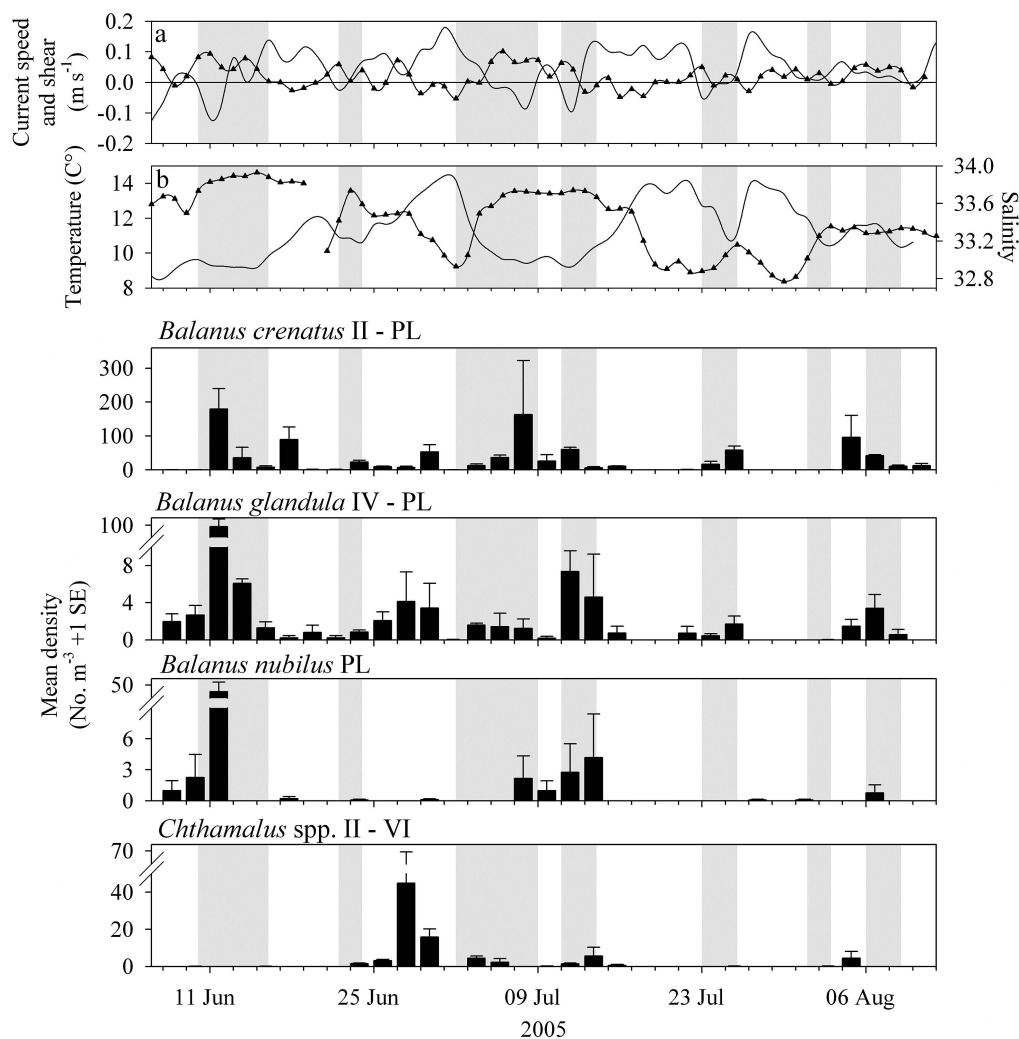 Current speed
and shear
(m s-1)
0.2
0.1
0.0
-0.1
-0.2
a
Temperature (C°)
14
12
10
8
b
34.0
33.6
33.2
32.8
Salinity
Balanus crenatus II - PL
300
200
100
0
Balanus glandula IV - PL
100
8
4
0
Mean density
(No. m-3 +1 SE)
Balanus nubilus PL
50
6
3
0
Chthamalus spp. II - VI
70
40
20
0
11 Jun 25 Jun 09 Jul 23 Jul 06 Aug
2005